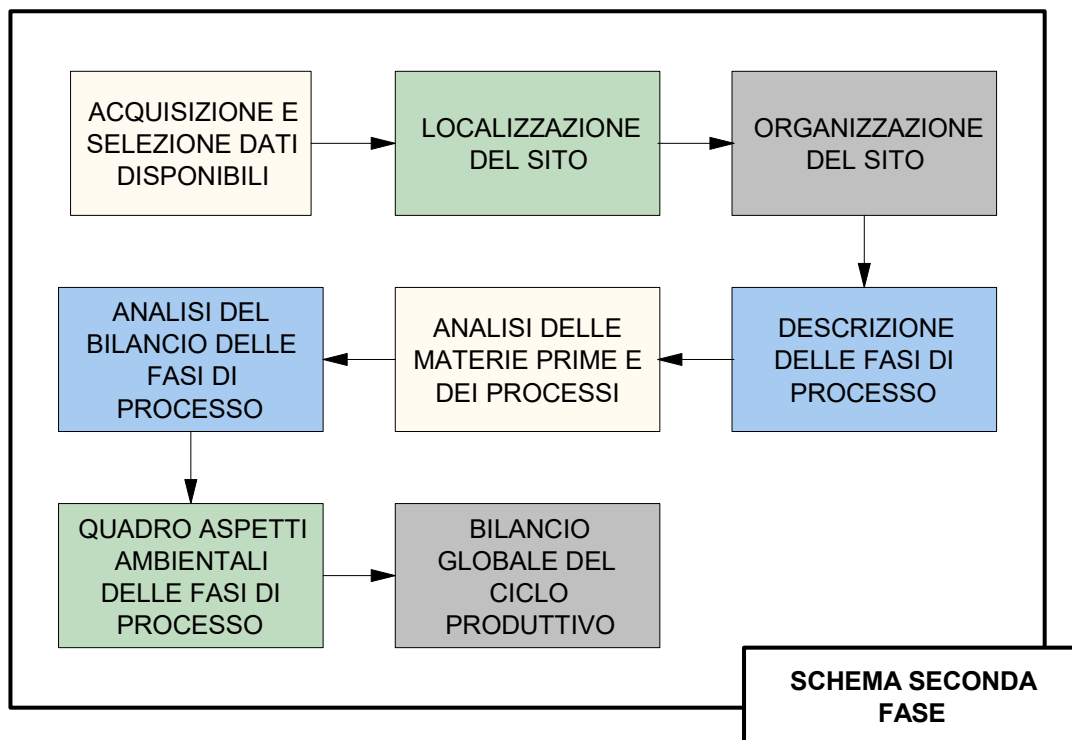 ACQUISIZIONE E
SELEZIONE DATI
DISPONIBILI
LOCALIZZAZIONE
DEL SITO
ORGANIZZAZIONE
DEL SITO
DESCRIZIONE
DELLE FASI DI
PROCESSO
ANALISI DELLE
MATERIE PRIME E
DEI PROCESSI
ANALISI DEL
BILANCIO DELLE
FASI DI
PROCESSO
QUADRO ASPETTI
AMBIENTALI
DELLE FASI DI
PROCESSO
BILANCIO
GLOBALE DEL
CICLO
PRODUTTIVO
SCHEMA SECONDA
FASE